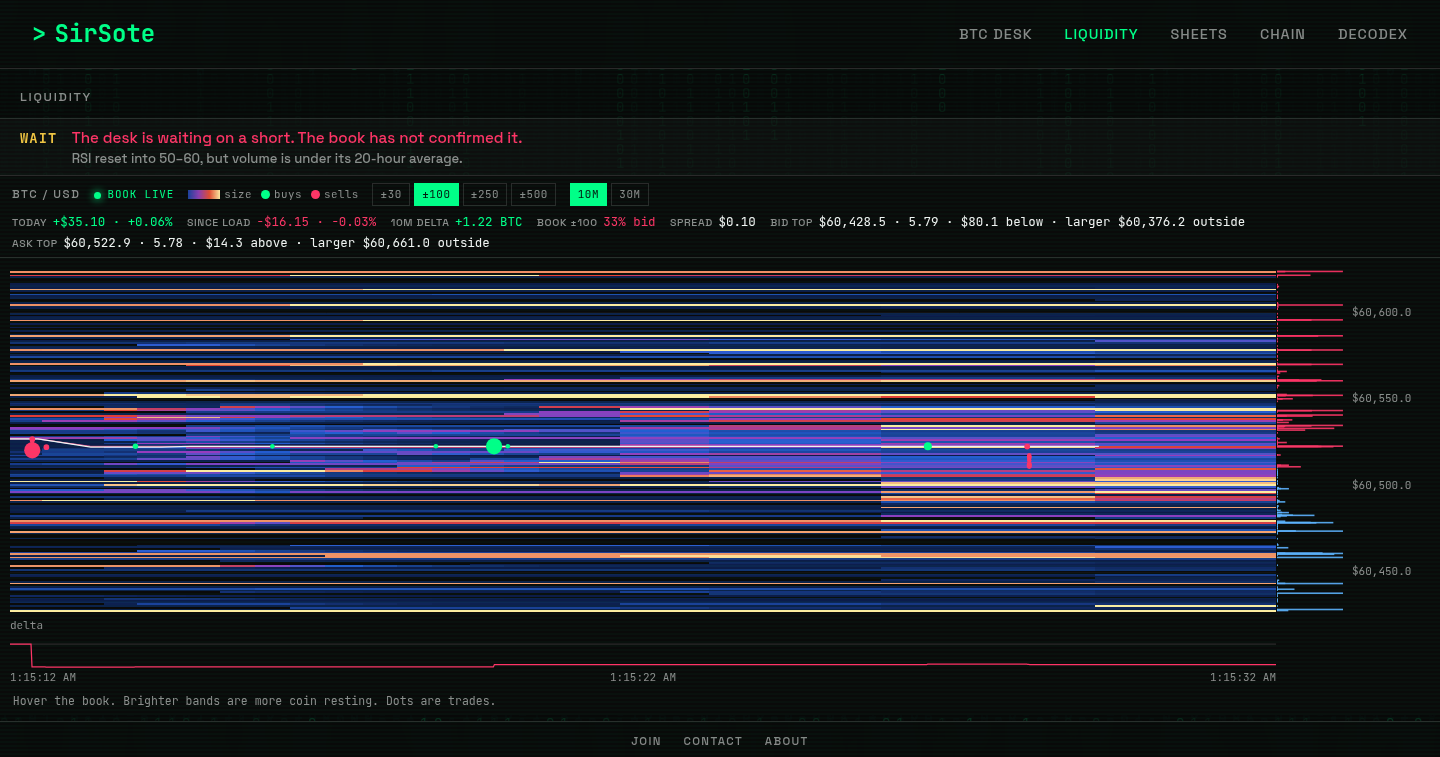 > SirSote
BTC DESK LIQUIDITY SHEETS CHAIN DECODEX
LIQUIDITY
WAIT The desk is waiting on a short. The book has not confirmed it.
RSI reset into 50–60, but volume is under its 20-hour average.
BTC / USD BOOK LIVE size buys sells ±30 ±100 ±250 ±500 10M 30M
TODAY +$35.10 · +0.06% SINCE LOAD -$16.15 · -0.03% 10M DELTA +1.22 BTC BOOK ±100 33% bid SPREAD $0.10 BID TOP $60,428.5 · 5.79 · $80.1 below · larger $60,376.2 outside
ASK TOP $60,522.9 · 5.78 · $14.3 above · larger $60,661.0 outside
$60,600.0
$60,550.0
$60,500.0
$60,450.0
delta
1:15:12 AM 1:15:22 AM 1:15:32 AM
Hover the book. Brighter bands are more coin resting. Dots are trades.
JOIN CONTACT ABOUT